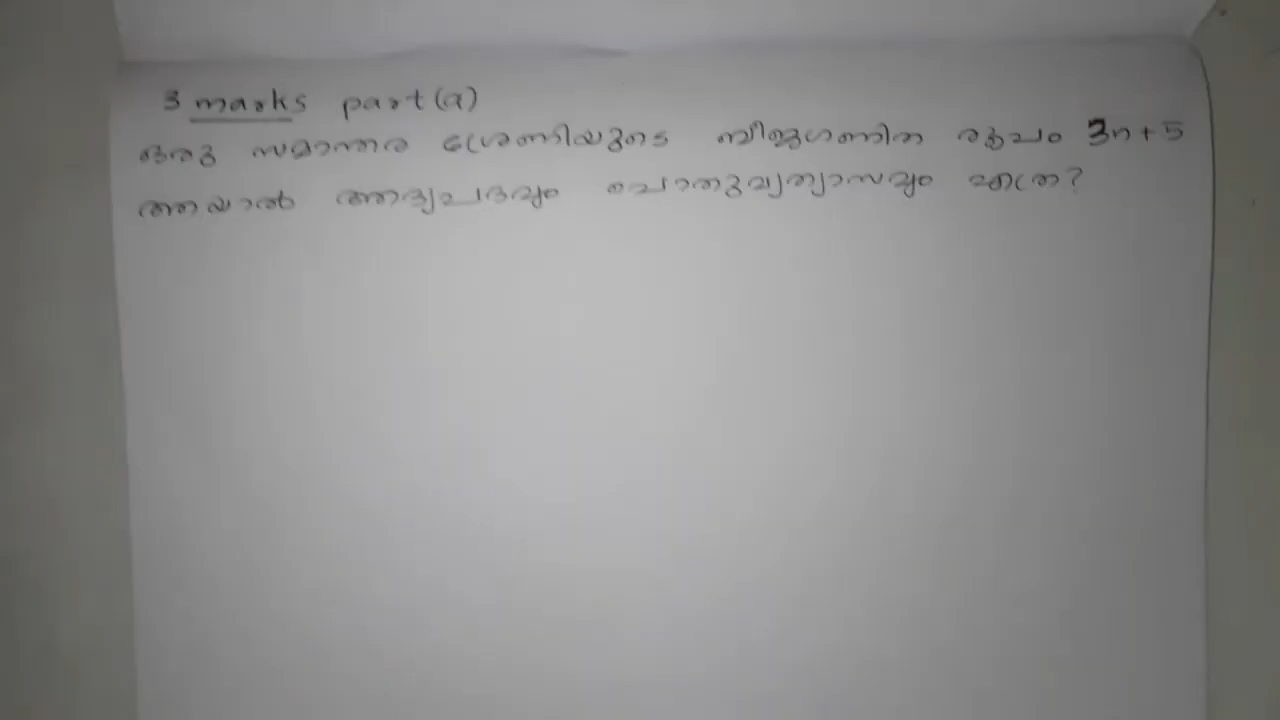 3 marks part(a)
ഒരു സമാന്തര ശ്രേണിയുടെ ബീജഗണിത രൂപം 3n+5
ആയാൽ ആദ്യപദവും പൊതുവ്യത്യാസവും എത്ര?